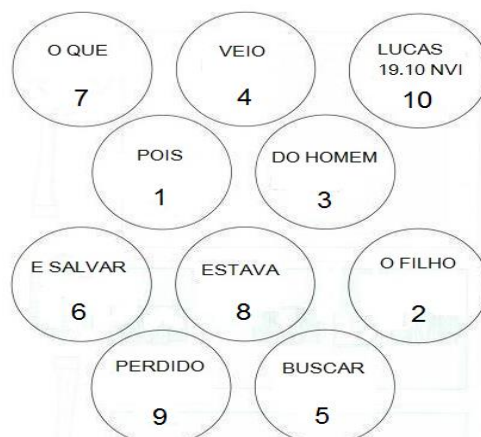 O QUE
7
VEIO
4
LUCAS
19.10 NVI
10
POIS
1
DO HOMEM
3
E SALVAR
6
ESTAVA
8
O FILHO
2
PERDIDO
9
BUSCAR
5